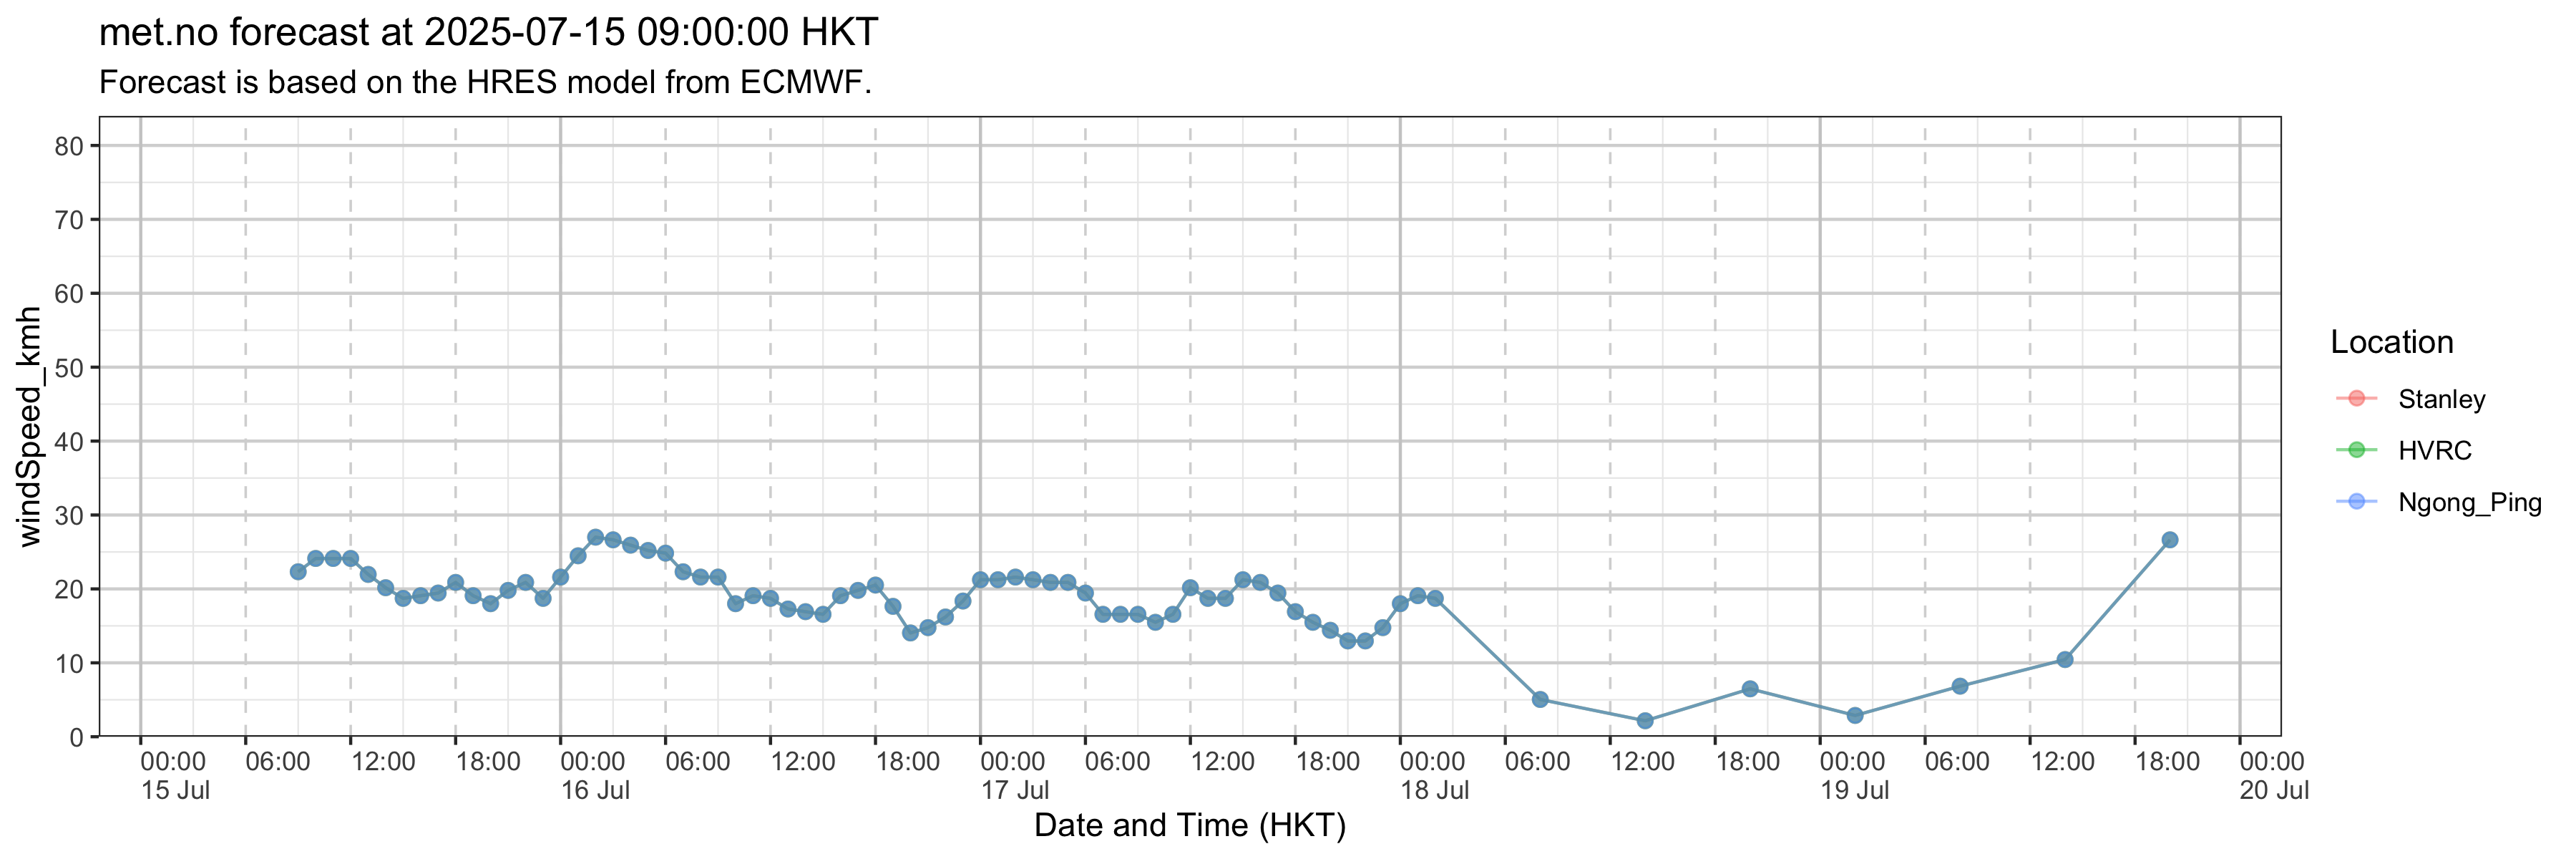 met.no forecast at 2025-07-15 09:00:00 HKT
Forecast is based on the HRES model from ECMWF.
windSpeed_kmh
80
70
60
50
40
30
20
10
0
00:00 06:00 12:00 18:00 00:00 06:00 12:00 18:00 00:00 06:00 12:00 18:00 00:00 06:00 12:00 18:00 00:00 06:00 12:00 18:00 00:00
15 Jul 16 Jul 17 Jul 18 Jul 19 Jul 20 Jul
Date and Time (HKT)
Location
Stanley
HVRC
Ngong_Ping